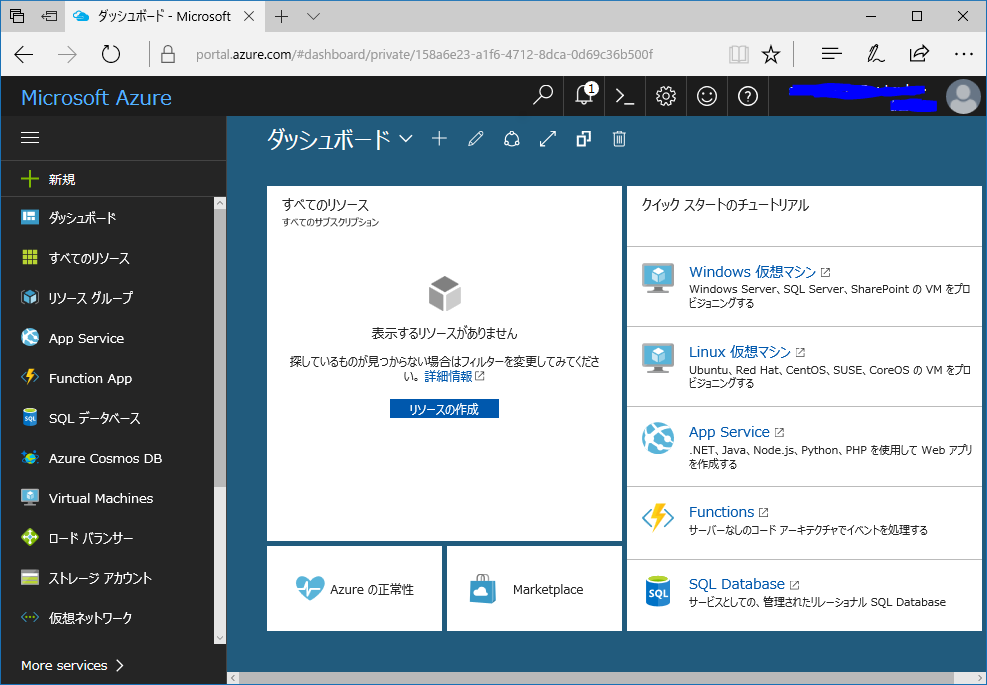 ダッシュボード - Microsoft
portal.azure.com/#dashboard/private/158a6e23-a1f6-4712-8dca-0d69c36b500f
Microsoft Azure
1
新規
ダッシュボード
すべてのリソース
リソース グループ
App Service
Function App
SQL データベース
Azure Cosmos DB
Virtual Machines
ロード バランサー
ストレージ アカウント
仮想ネットワーク
More services
ダッシュボード
すべてのリソース
すべてのサブスクリプション
表示するリソースがありません
探しているものが見つからない場合はフィルターを変更してみてくださ
い。 詳細情報
リソースの作成
Azure の正常性
Marketplace
クイック スタートのチュートリアル
Windows 仮想マシン
Windows Server、SQL Server、SharePoint の VM をプロ
ビジョニングする
Linux 仮想マシン
Ubuntu、Red Hat、CentOS、SUSE、CoreOS の VM をプロ
ビジョニングする
App Service
.NET、Java、Node.js、Python、PHP を使用して Web アプリ
を作成する
Functions
サーバーなしのコード アーキテクチャでイベントを処理する
SQL
SQL Database
サービスとしての、管理されたリレーショナル SQL Database